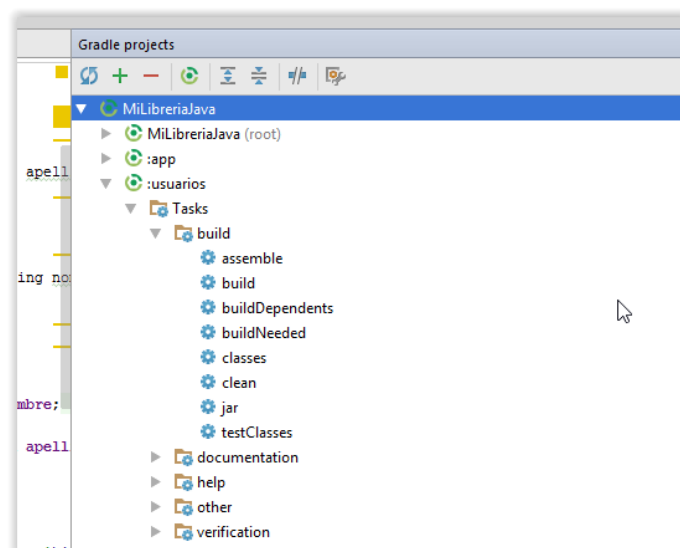 Gradle projects
MiLibreriaJava
MiLibreriaJava (root)
:app
apell
:usuarios
Tasks
build
assemble
ing no
build
buildDependents
buildNeeded
classes
clean
mbre;
jar
testClasses
apell
documentation
help
other
verification